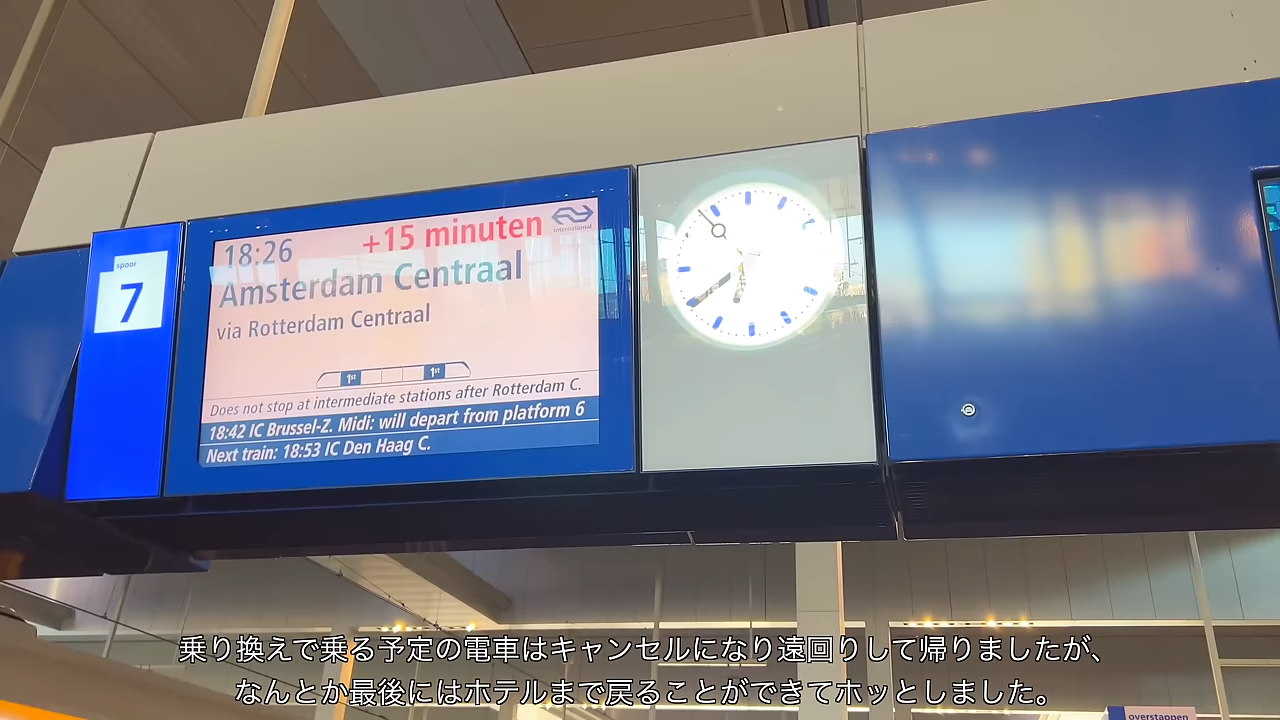 spoor
7
18:26 +15 minuten
International
Amsterdam Centraal
via Rotterdam Centraal
1st 1st
Does not stop at intermediate stations after Rotterdam C.
18:42 IC Brussel-Z. Midi: will depart from platform 6
Next train: 18:53 IC Den Haag C.
乗り換えで乗る予定の電車はキャンセルになり遠回りして帰りましたが、
なんとか最後にはホテルまで戻ることができてホッとしました。
overstappen